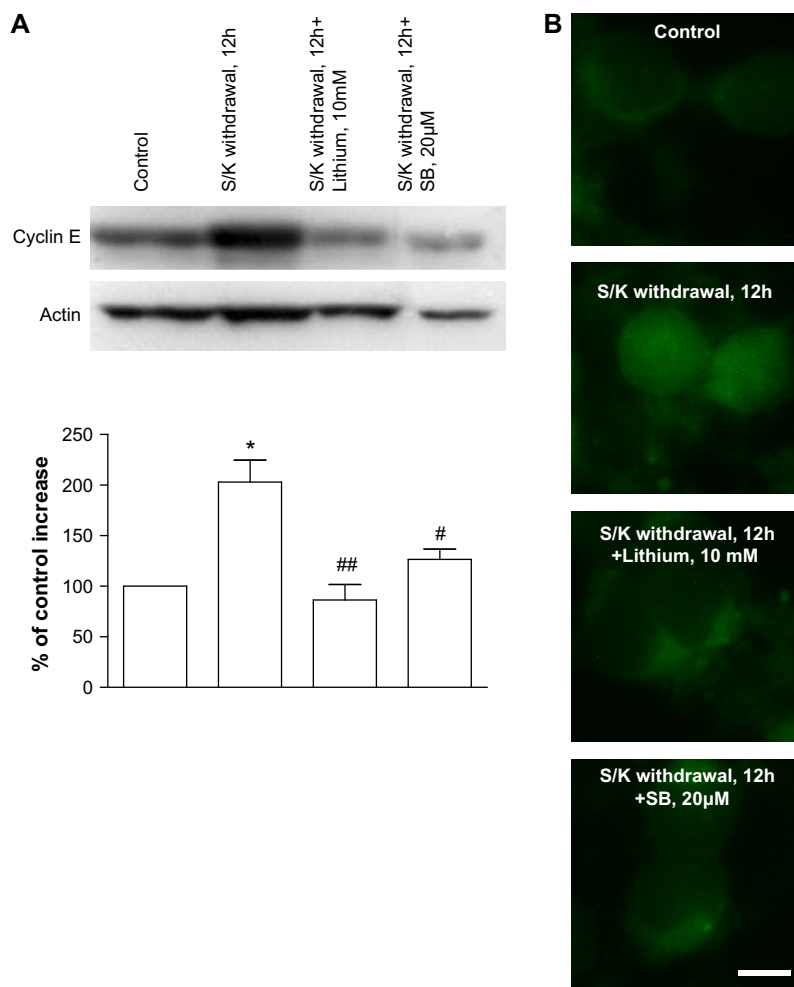 A
Control
S/K withdrawal, 12h
S/K withdrawal, 12h+
Lithium, 10mM
S/K withdrawal, 12h+
SB, 20μM
Cyclin E
Actin
% of control increase
250
200
150
100
50
0
*
##
#
B
Control
S/K withdrawal, 12h
S/K withdrawal, 12h
+Lithium, 10 mM
S/K withdrawal, 12h
+SB, 20μM